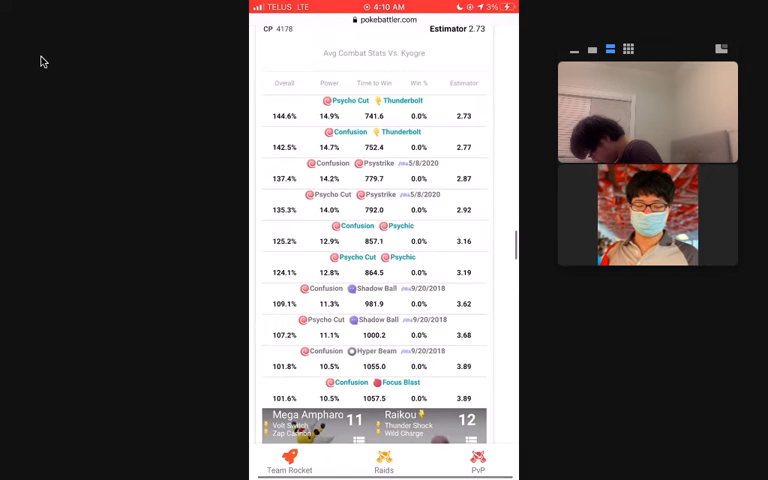 TELUS LTE 4:10 AM 3%
pokebattler.com
CP 4178 Estimator 2.73
Avg Combat Stats Vs. Kyogre
Overall Power Time to Win Win % Estimator
Psycho Cut Thunderbolt
144.6% 14.9% 741.6 0.0% 2.73
Confusion Thunderbolt
142.5% 14.7% 752.4 0.0% 2.77
Confusion Psystrike 5/8/2020
137.4% 14.2% 779.7 0.0% 2.87
Psycho Cut Psystrike 5/8/2020
135.3% 14.0% 792.0 0.0% 2.92
Confusion Psychic
125.2% 12.9% 857.1 0.0% 3.16
Psycho Cut Psychic
124.1% 12.8% 864.5 0.0% 3.19
Confusion Shadow Ball 9/20/2018
109.1% 11.3% 981.9 0.0% 3.62
Psycho Cut Shadow Ball 9/20/2018
107.2% 11.1% 1000.2 0.0% 3.68
Confusion Hyper Beam 9/20/2018
101.8% 10.5% 1055.0 0.0% 3.89
Confusion Focus Blast
101.6% 10.5% 1057.5 0.0% 3.89
Mega Ampharo 11 Raikou 12
Volt Switch Thunder Shock
Zap Cannon Wild Charge
Team Rocket Raids PvP